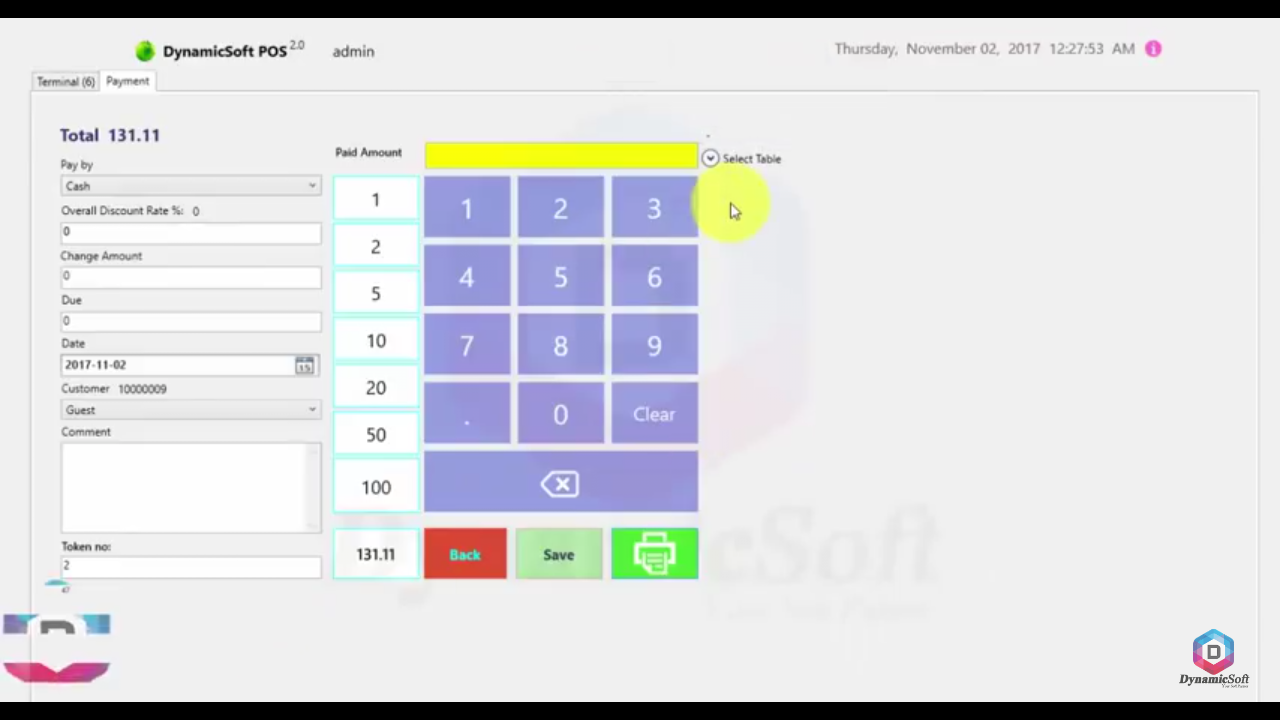 DynamicSoft POS 2.0 admin
Thursday, November 02, 2017 12:27:53 AM i
Terminal (6) Payment
Total 131.11
Pay by
Cash
Overall Discount Rate %: 0
0
Change Amount
0
Due
0
Date
2017-11-02 15
Customer 10000009
Guest
Comment
Token no:
2
47
Paid Amount
Select Table
1
2
5
10
20
50
100
131.11
1 2 3
4 5 6
7 8 9
. 0 Clear
Back Save
DynamicSoft
D
D
DynamicSoft